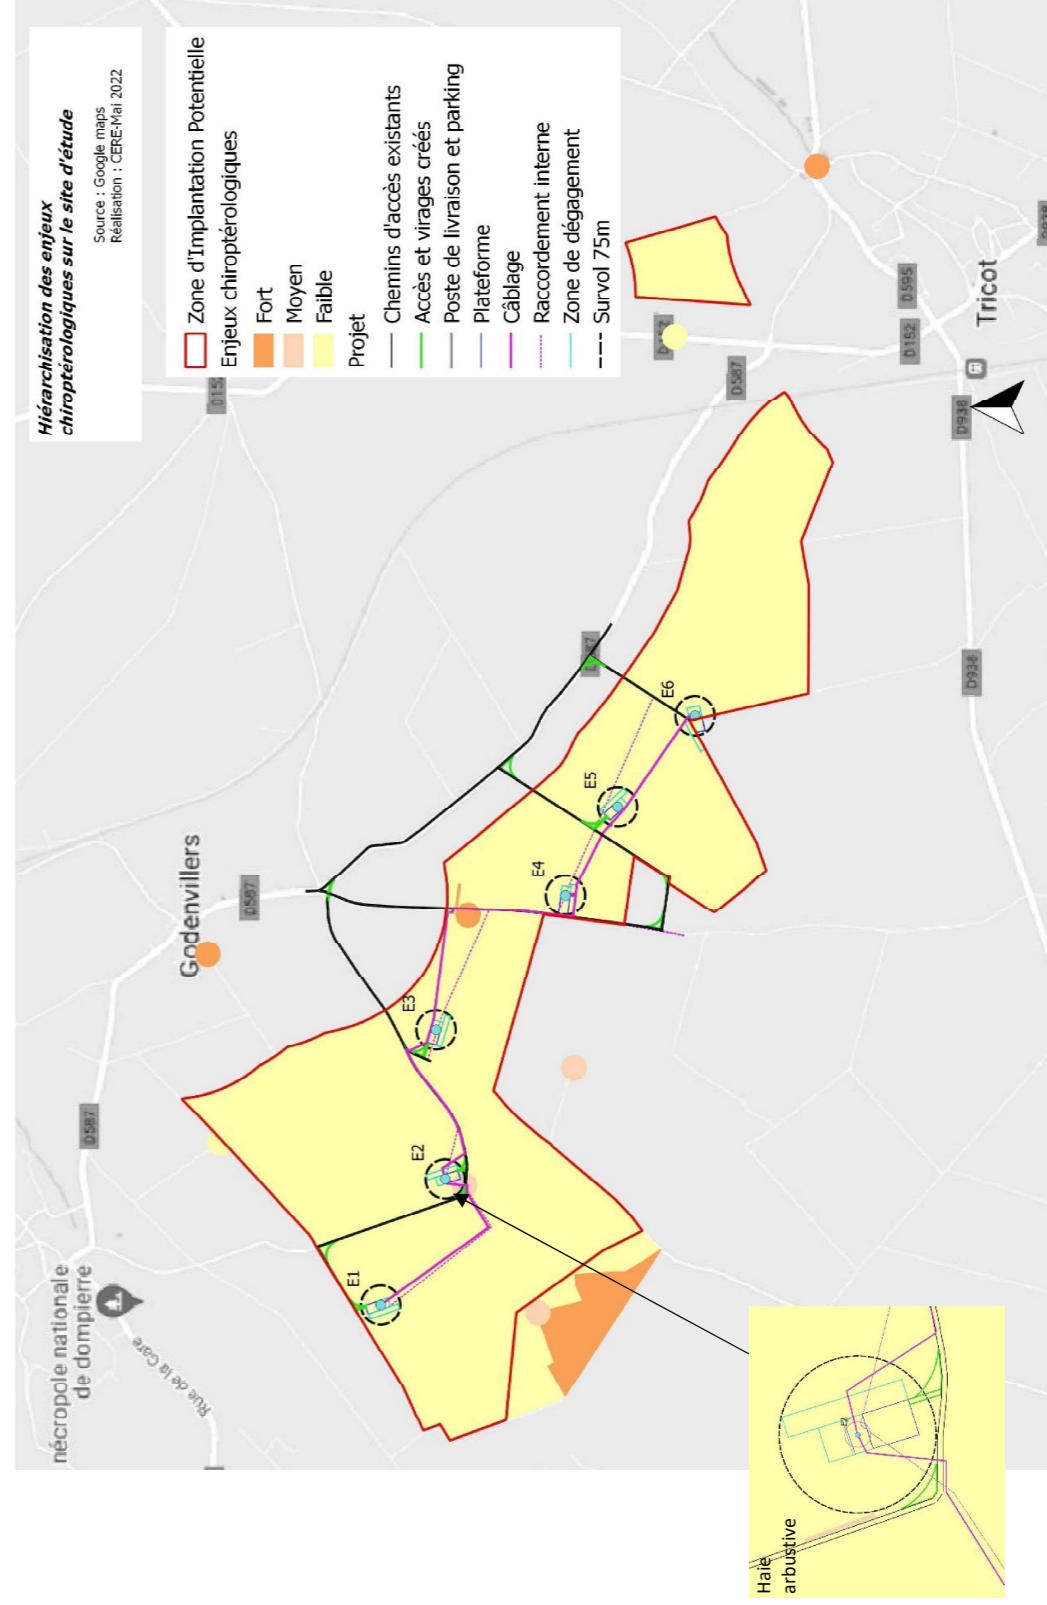 Hiérarchisation des enjeux
chiroptérologiques sur le site d'étude
Source : Google maps
Réalisation : CERE-Mai 2022
Zone d'Implantation Potentielle
Enjeux chiroptérologiques
Fort
Moyen
Faible
Projet
Chemins d'accès existants
Accès et virages créés
Poste de livraison et parking
Plateforme
Câblage
Raccordement interne
Zone de dégagement
Survol 75m
nécropole nationale
de dompierre
Rue de la Gare
D587
Godenvillers
D587
D587
D152
D595
D938
D938
Tricot
E1
E2
E3
E4
E5
E6
Haie
arbustive
E2